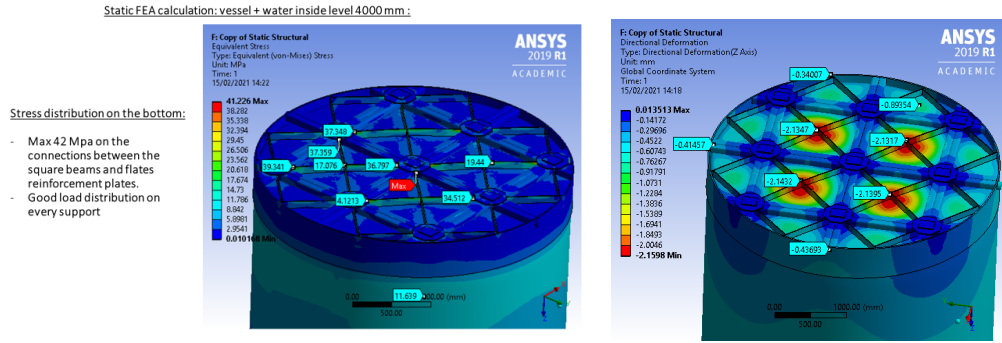 Static FEA calculation: vessel + water inside level 4000 mm :
Stress distribution on the bottom:
- Max 42 Mpa on the
connections between the
square beams and flates
reinforcement plates.
- Good load distribution on
every support
F: Copy of Static Structural
Equivalent Stress
Type: Equivalent (von-Mises) Stress
Unit: MPa
Time: 1
15/02/2021 14:22
ANSYS
2019 R1
ACADEMIC
41.226 Max
38.282
35.338
32.394
29.45
26.506
23.562
20.618
17.674
14.73
11.786
8.842
5.8981
2.9541
0.010168 Min
37.348
37.359
39.341
17.076
36.797
19.44
Max
4.1213
34.512
11.639
0.00
00.00 (mm)
500.00
F: Copy of Static Structural
Directional Deformation
Type: Directional Deformation(Z Axis)
Unit: mm
Global Coordinate System
Time: 1
15/02/2021 14:18
ANSYS
2019 R1
ACADEMIC
0.013513 Max
-0.14172
-0.29696
-0.4522
-0.60743
-0.76267
-0.91791
-1.0731
-1.2284
-1.3836
-1.5389
-1.6941
-1.8493
-2.0046
-2.1598 Min
-0.34007
-0.89354
-2.1347
-2.1317
-0.41457
-2.1432
-2.1395
-0.43693
0.00
1000.00 (mm)
500.00